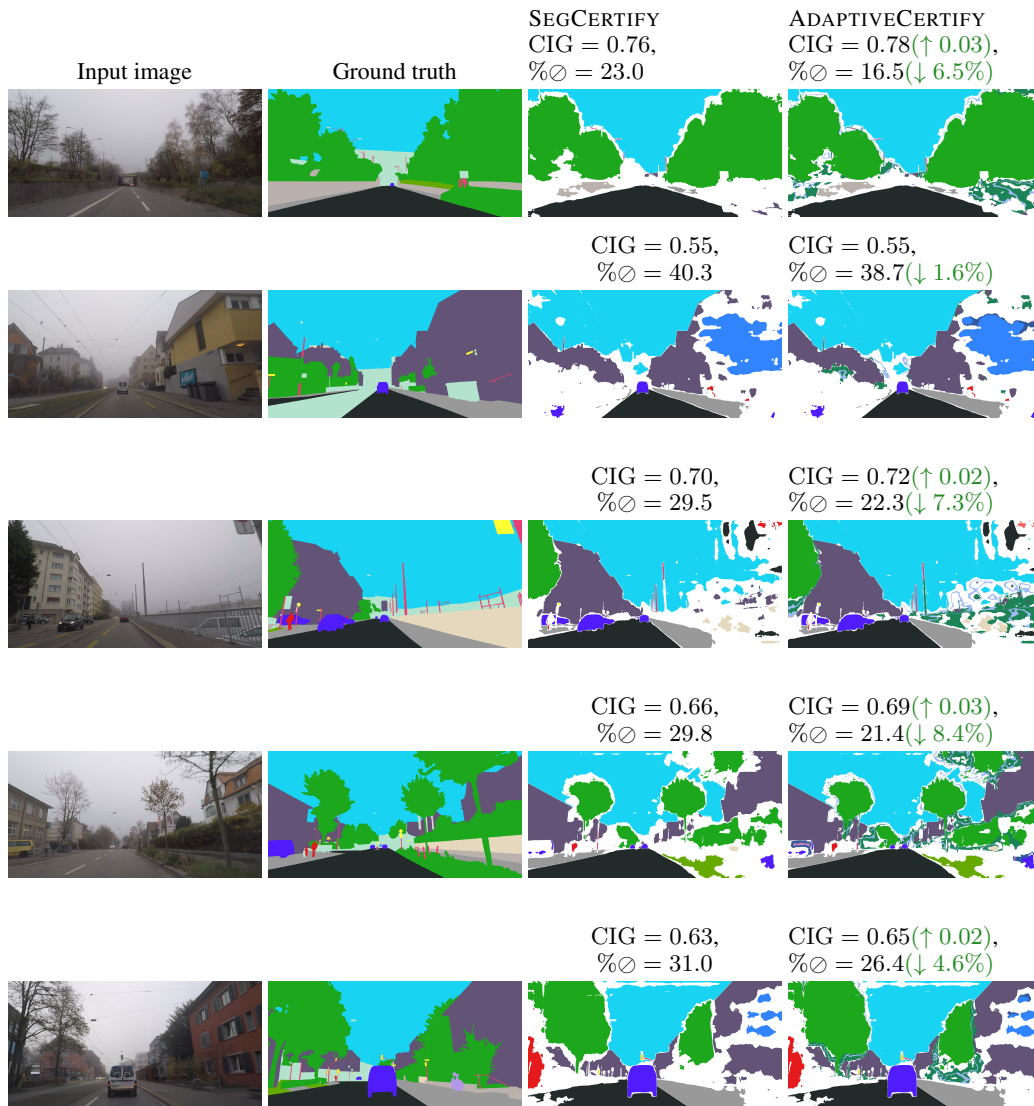 Input image
Ground truth
SEGCERTIFY
CIG = 0.76,
%⊘ = 23.0
ADAPTIVECERTIFY
CIG = 0.78(↑ 0.03),
%⊘ = 16.5(↓ 6.5%)
CIG = 0.55,
%⊘ = 40.3
CIG = 0.55,
%⊘ = 38.7(↓ 1.6%)
CIG = 0.70,
%⊘ = 29.5
CIG = 0.72(↑ 0.02),
%⊘ = 22.3(↓ 7.3%)
CIG = 0.66,
%⊘ = 29.8
CIG = 0.69(↑ 0.03),
%⊘ = 21.4(↓ 8.4%)
CIG = 0.63,
%⊘ = 31.0
CIG = 0.65(↑ 0.02),
%⊘ = 26.4(↓ 4.6%)